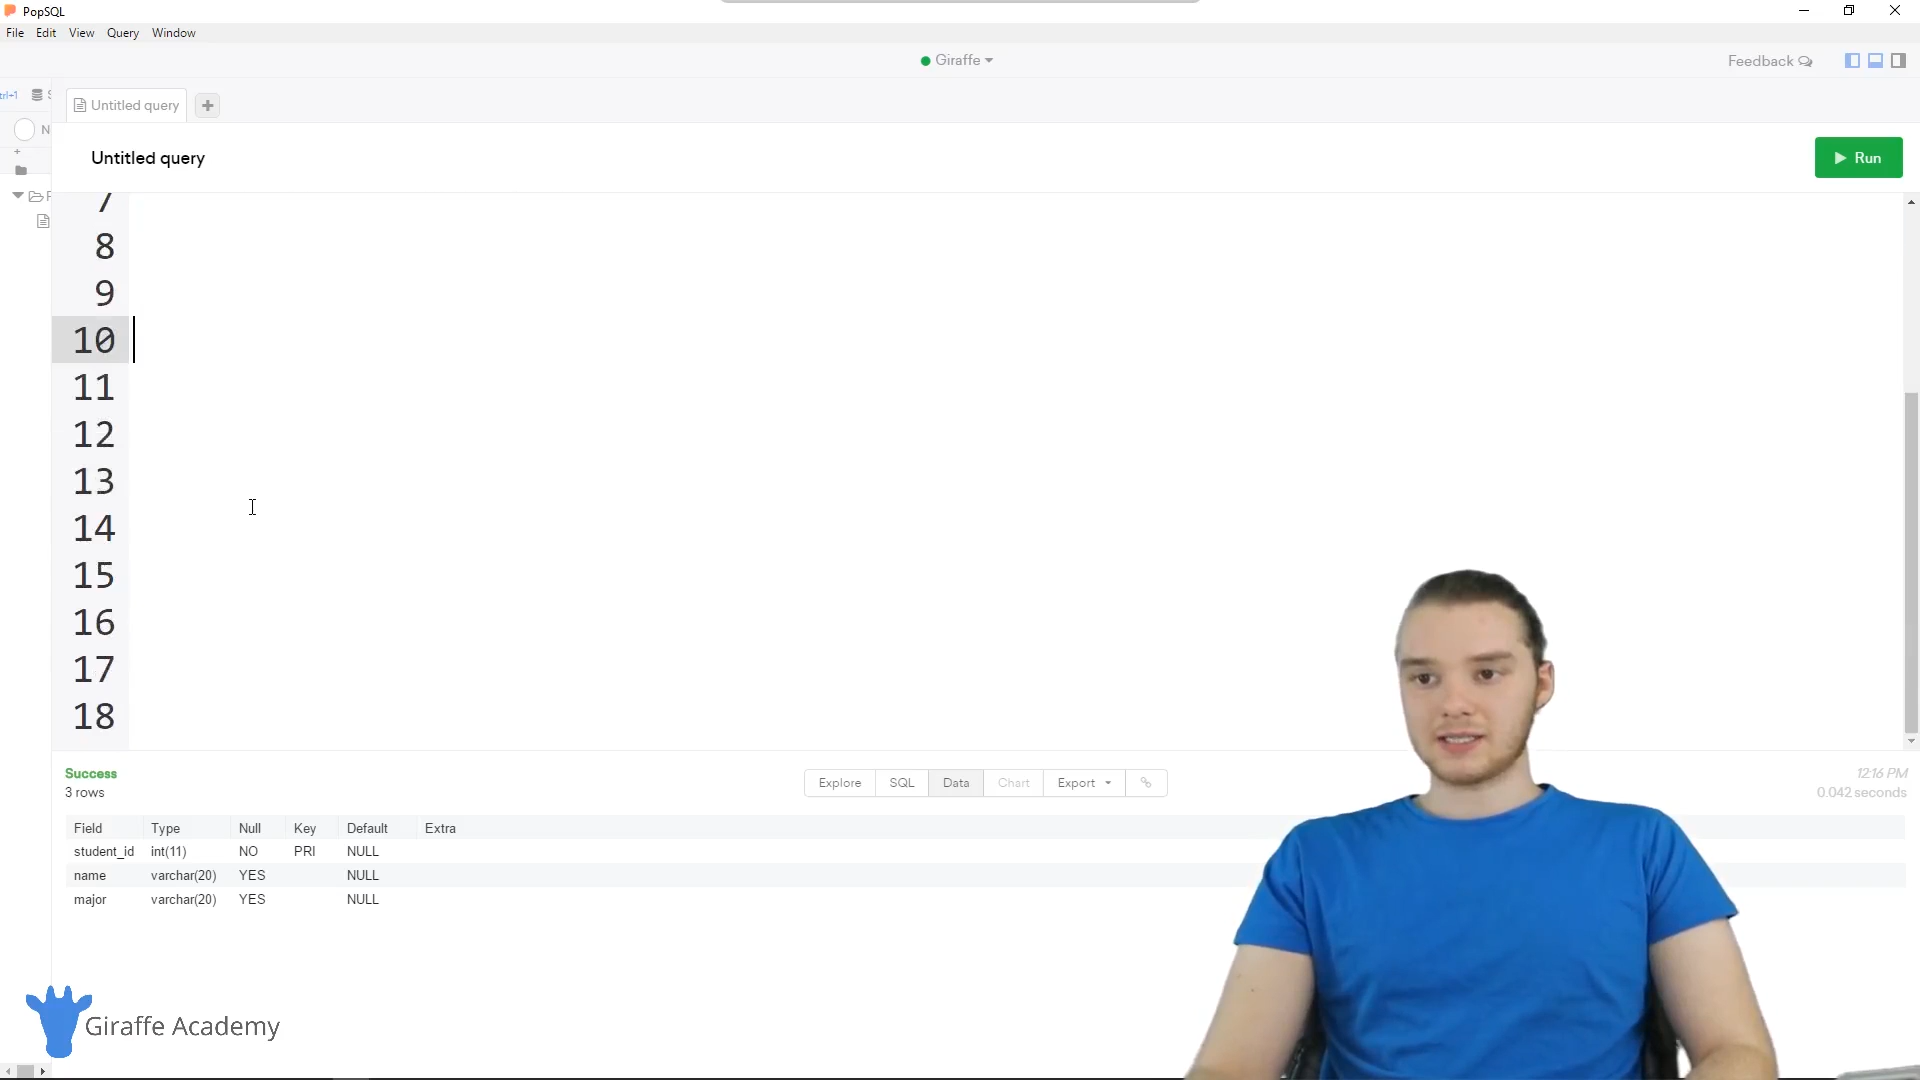 PopSQL
File Edit View Query Window
Giraffe
Feedback
trl+1 S
Untitled query +
N
+
Untitled query
Run
7
8
9
10
11
12
13
14
15
16
17
18
Success
3 rows
Explore SQL Data Chart Export
12:16 PM
0.042 seconds
Field Type Null Key Default Extra
student_id int(11) NO PRI NULL
name varchar(20) YES NULL
major varchar(20) YES NULL
Giraffe Academy